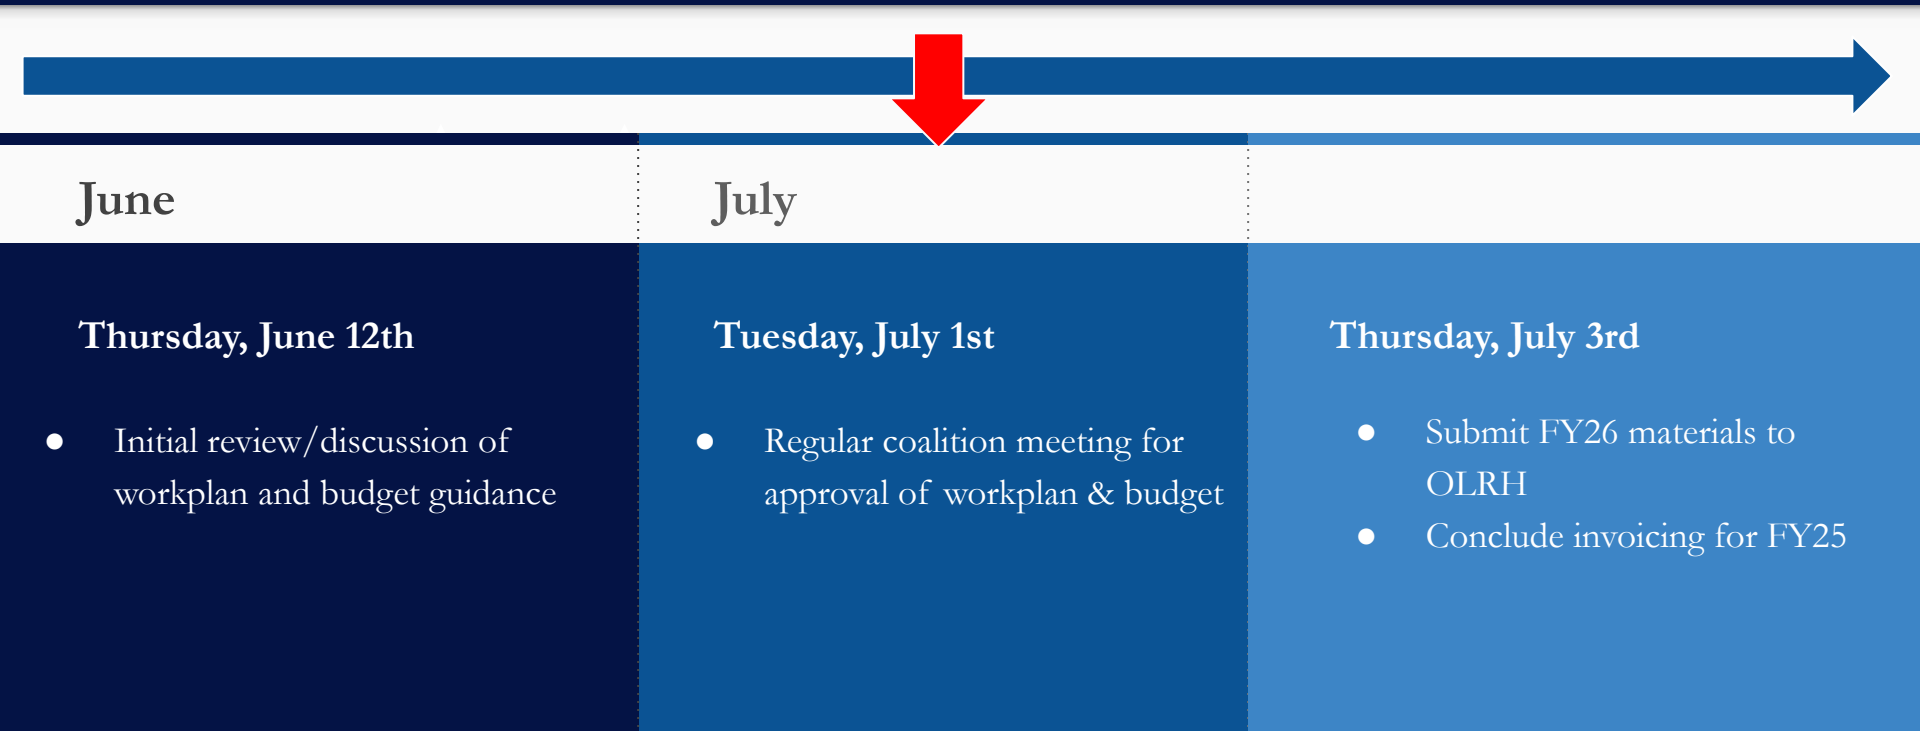 June
July
Thursday, June 12th
● Initial review/discussion of
workplan and budget guidance
Tuesday, July 1st
● Regular coalition meeting for
approval of workplan & budget
Thursday, July 3rd
● Submit FY26 materials to
OLRH
● Conclude invoicing for FY25